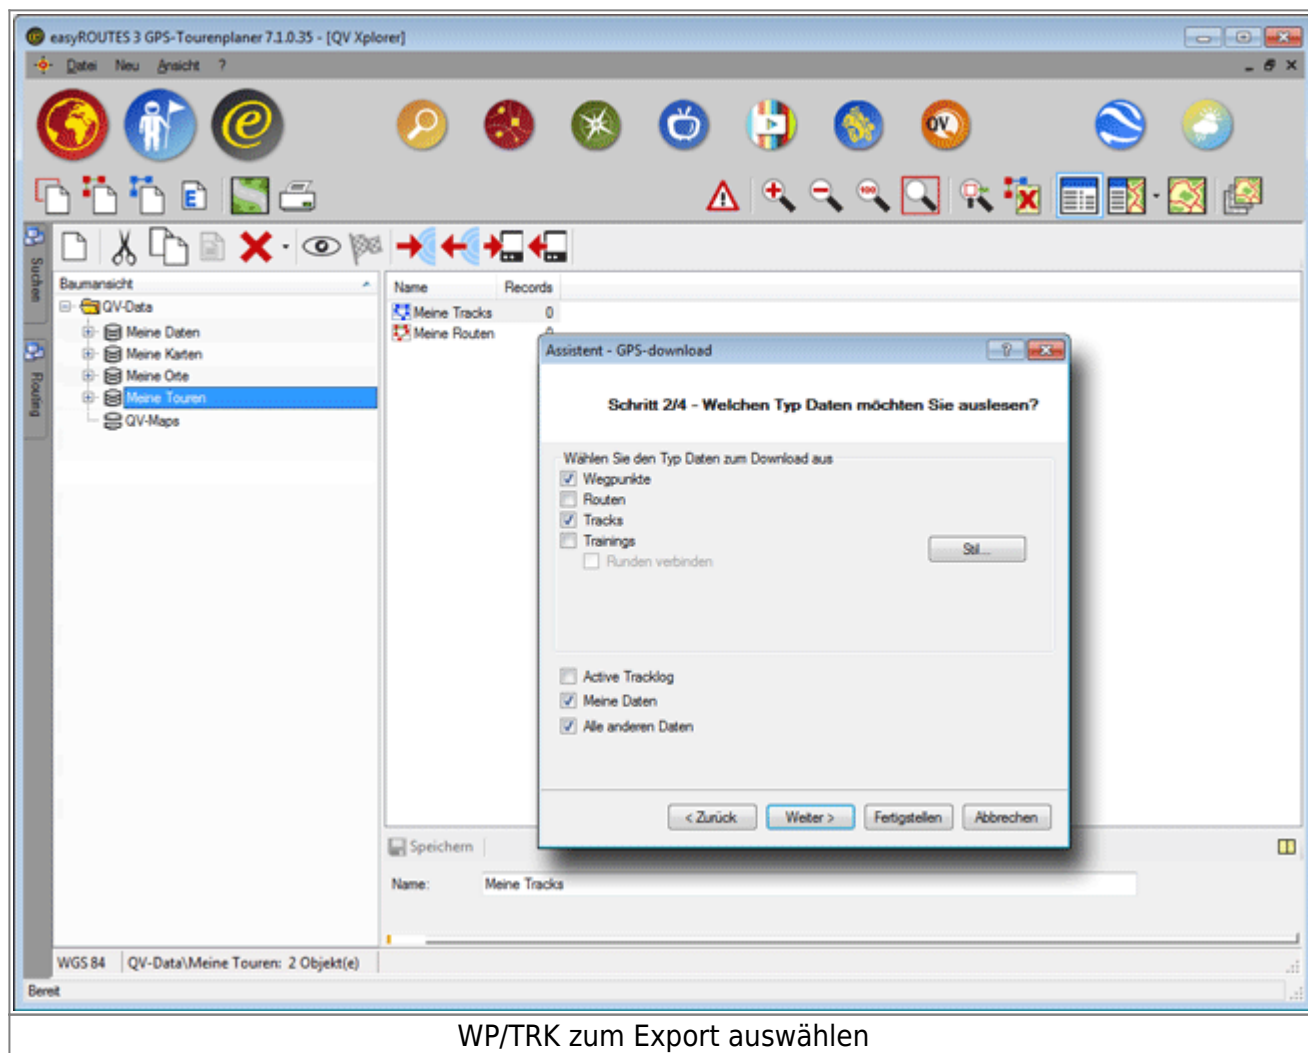 easyROUTES 3 GPS-Tourenplaner 7.1.0.35 - [QV Xplorer]
Datei Neu Ansicht ?
e
QV
E
100
Suchen
Routing
Baumansicht
QV-Data
Meine Daten
Meine Karten
Meine Orte
Meine Touren
QV-Maps
Name Records
Meine Tracks 0
Meine Routen 0
Assistent - GPS-download
Schritt 2/4 - Welchen Typ Daten möchten Sie auslesen?
Wählen Sie den Typ Daten zum Download aus
Wegpunkte
Routen
Tracks
Trainings
Runden verbinden
Stil...
Active Tracklog
Meine Daten
Alle anderen Daten
< Zurück Weiter > Fertigstellen Abbrechen
Speichern
Name: Meine Tracks
WGS 84 QV-Data\Meine Touren: 2 Objekt(e)
Bereit
WP/TRK zum Export auswählen